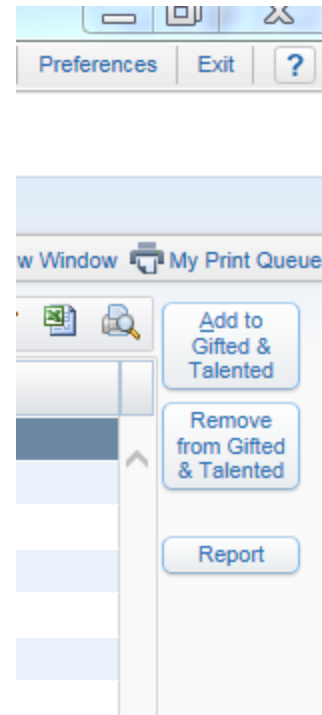 Preferences Exit ?
w Window My Print Queue
Add to
Gifted &
Talented
Remove
from Gifted
& Talented
Report